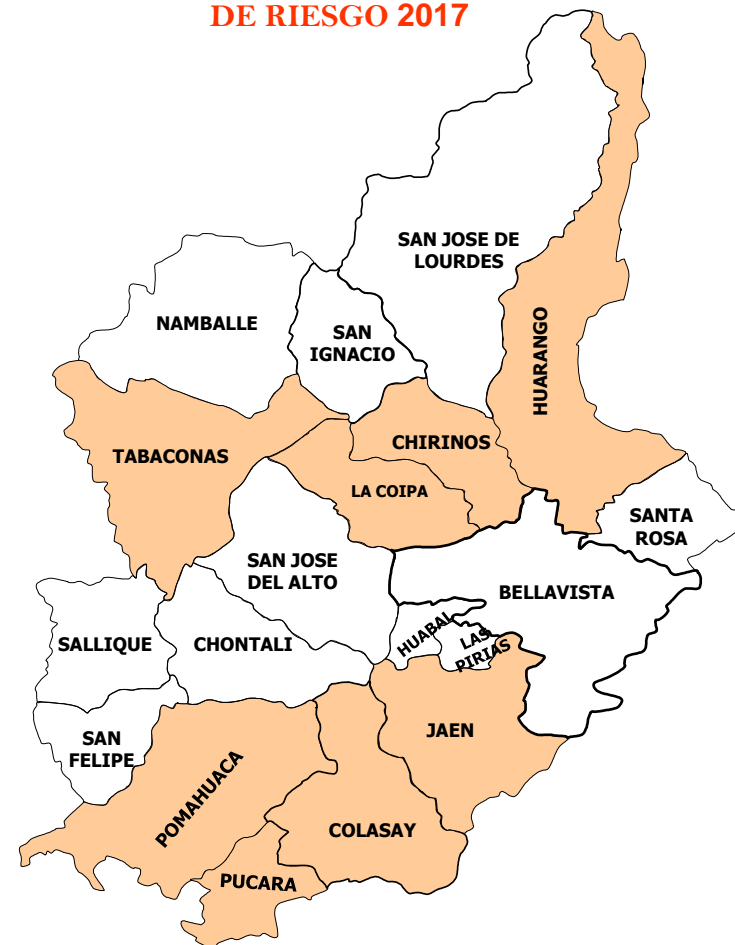 DE RIESGO 2017
SAN JOSE DE
LOURDES
NAMBALLE
SAN
IGNACIO
HUARANGO
CHIRINOS
TABACONAS
LA COIPA
SANTA
ROSA
SAN JOSE
DEL ALTO
BELLAVISTA
SALLIQUE
CHONTALI
HUABAL
LAS
PIRIAS
JAEN
SAN
FELIPE
POMAHUACA
COLASAY
PUCARA